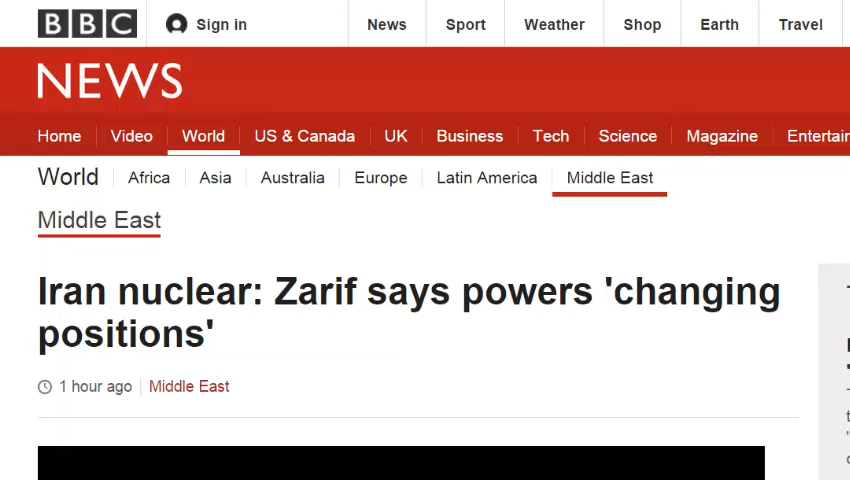 BBC Sign in News Sport Weather Shop Earth Travel
NEWS
Home Video World US & Canada UK Business Tech Science Magazine
World Africa Asia Australia Europe Latin America Middle East
Middle East
Iran nuclear: Zarif says powers 'changing
positions'
1 hour ago Middle East